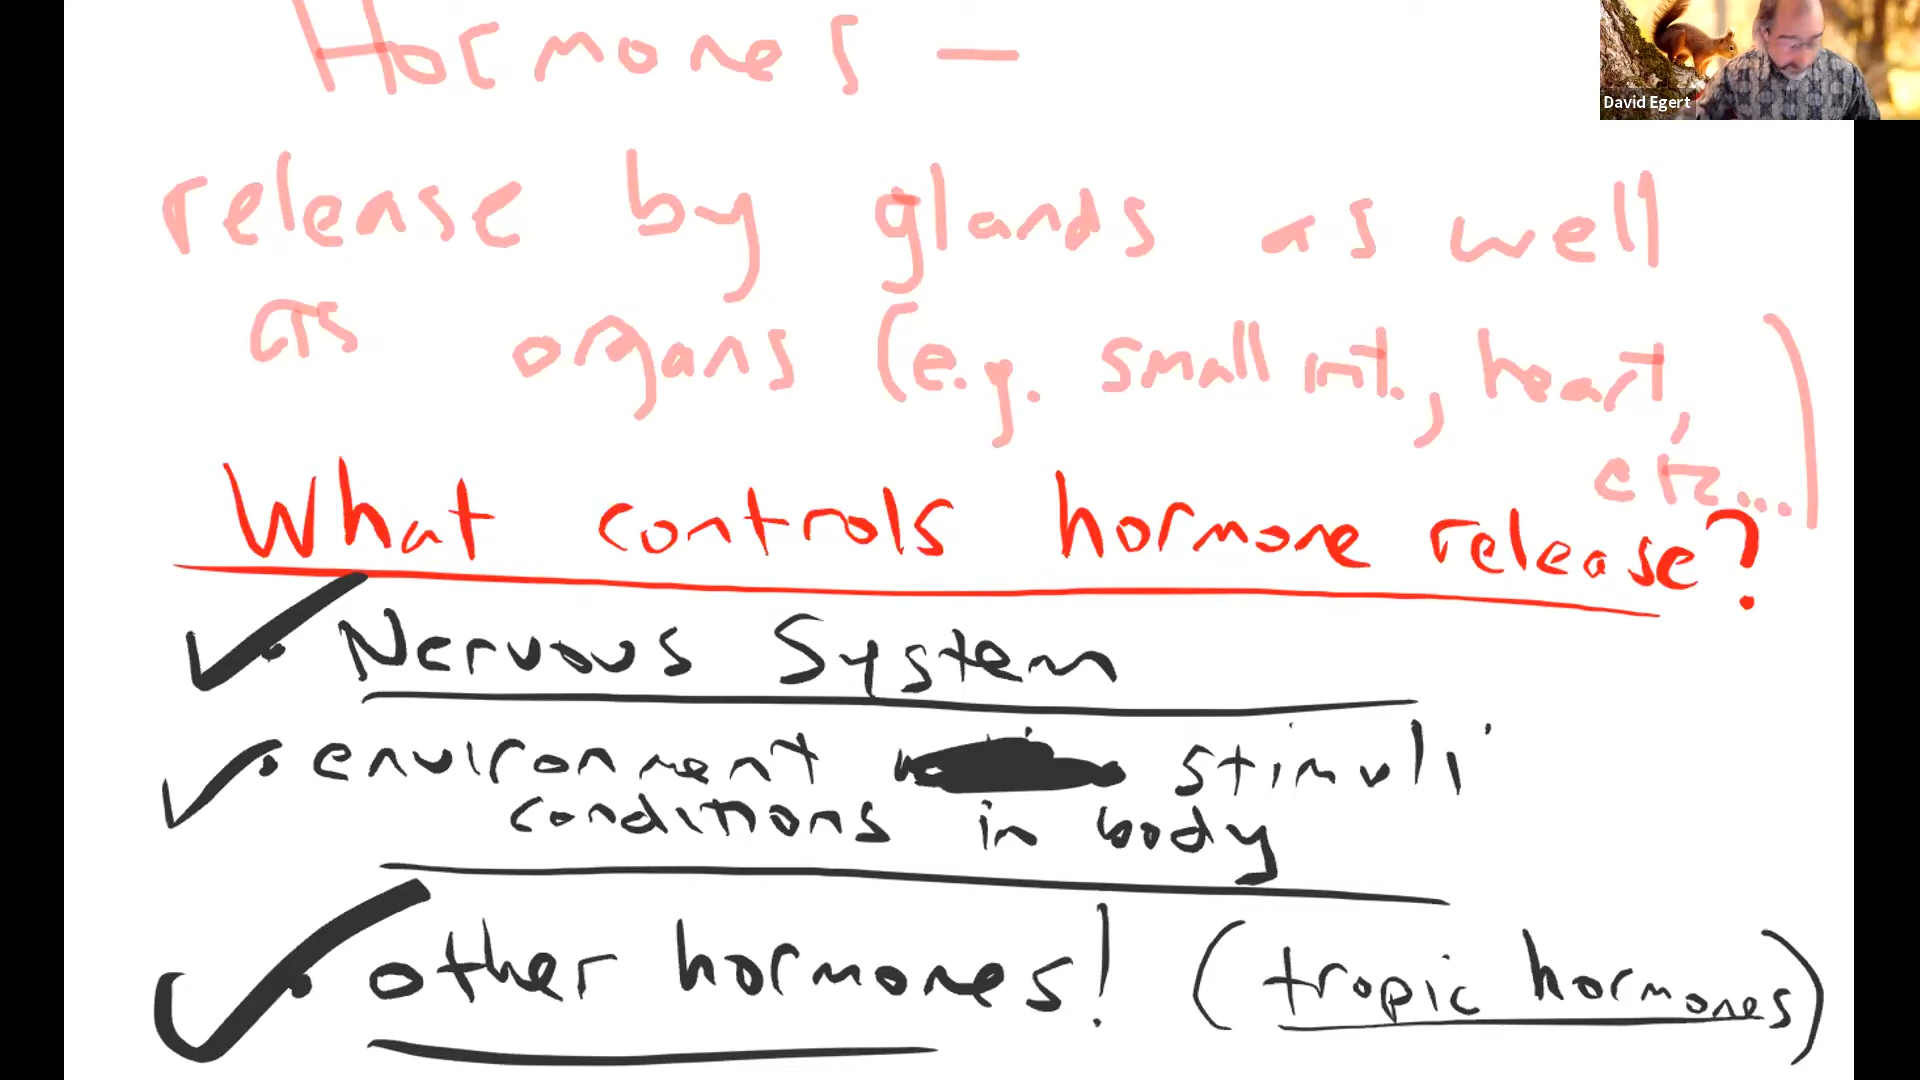 Hormones —
David Egert
release by glands as well
as organs (e.g. small int., heart,
etc...)
What controls hormone release?
• Nervous System
• environment stimuli
conditions in body
• other hormones! (tropic hormones)